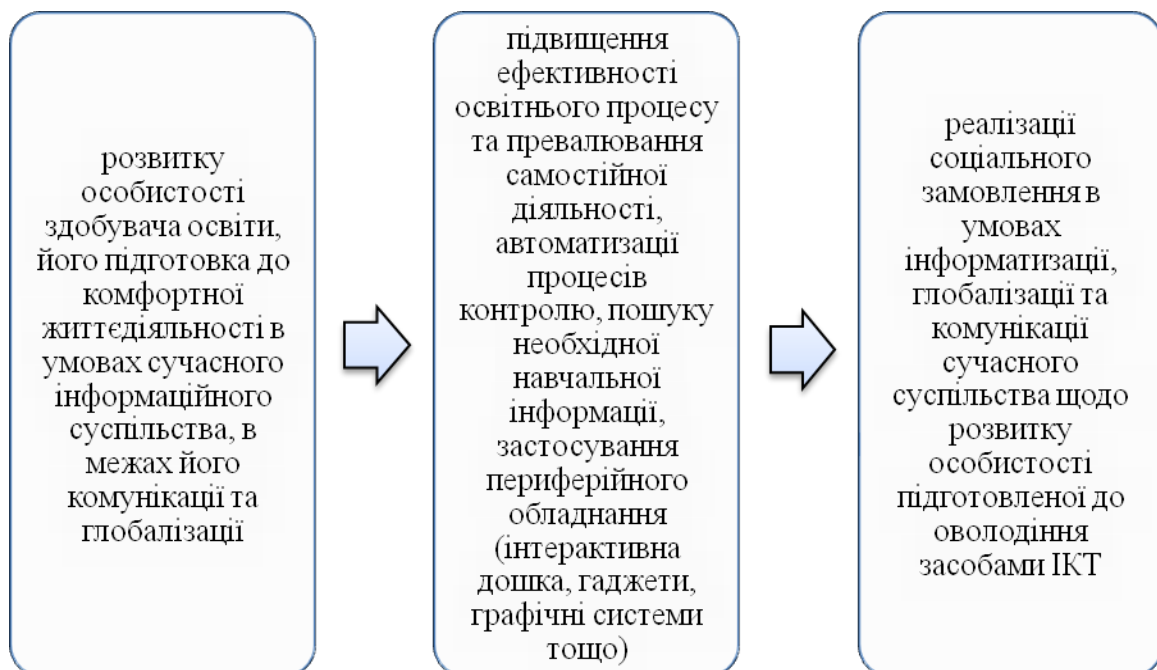 розвитку
особистості
здобувача освіти,
його підготовка до
комфортної
життєдіяльності в
умовах сучасного
інформаційного
суспільства, в
межах його
комунікації та
глобалізації
підвищення
ефективності
освітнього процесу
та превалювання
самостійної
діяльності,
автоматизації
процесів
контролю, пошуку
необхідної
навчальної
інформації,
застосування
периферійного
обладнання
(інтерактивна
дошка, гаджети,
графічні системи
тощо)
реалізації
соціального
замовлення в
умовах
інформатизації,
глобалізації та
комунікації
сучасного
суспільства щодо
розвитку
особистості
підготовленої до
оволодіння
засобами ІКТ